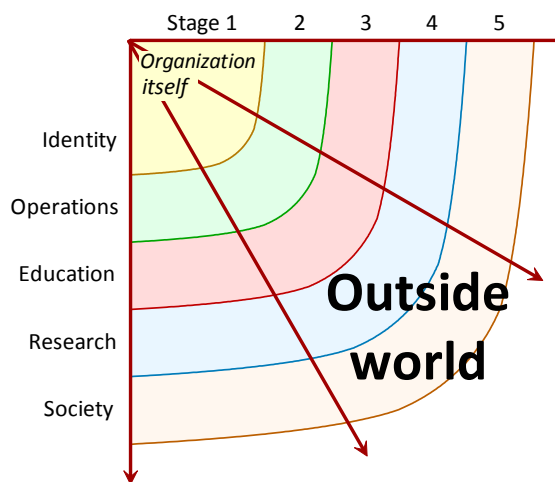 Stage 1 2 3 4 5
Organization
itself
Identity
Operations
Education
Research
Society
Outside
world